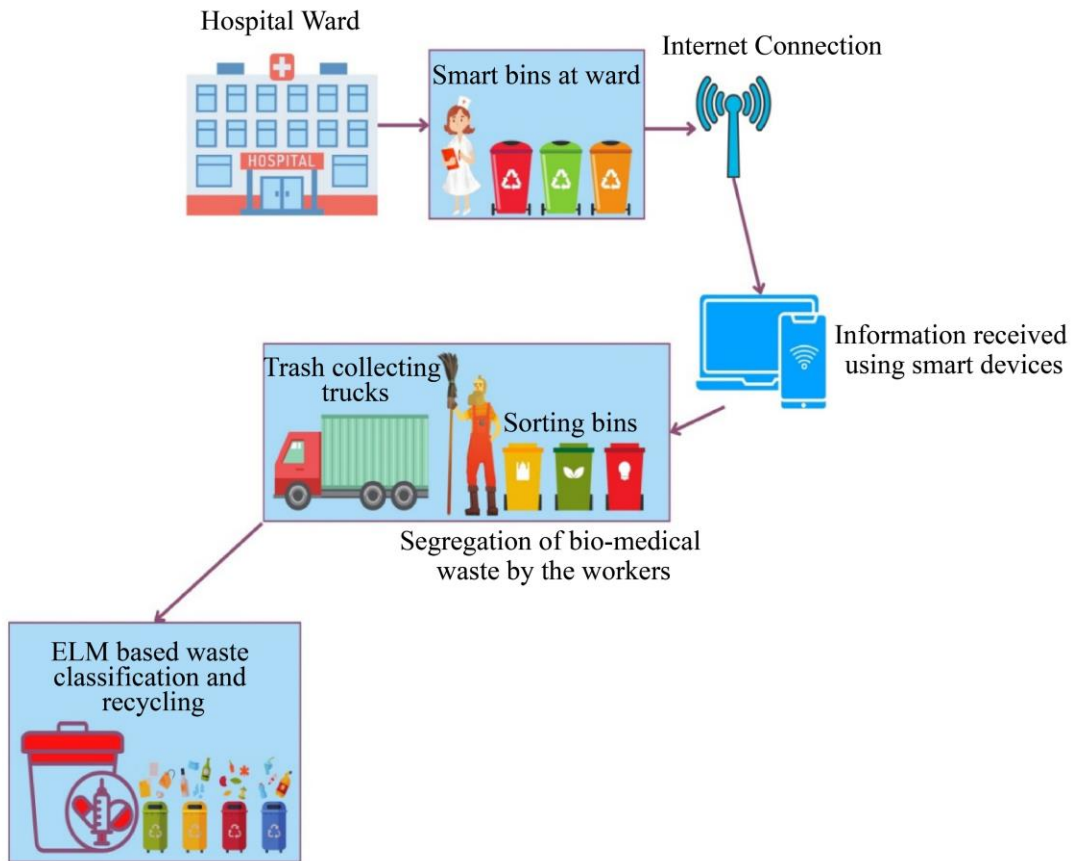 Hospital Ward
HOSPITAL
Smart bins at ward
Internet Connection
Information received
using smart devices
Trash collecting
trucks
Sorting bins
Segregation of bio-medical
waste by the workers
ELM based waste
classification and
recycling